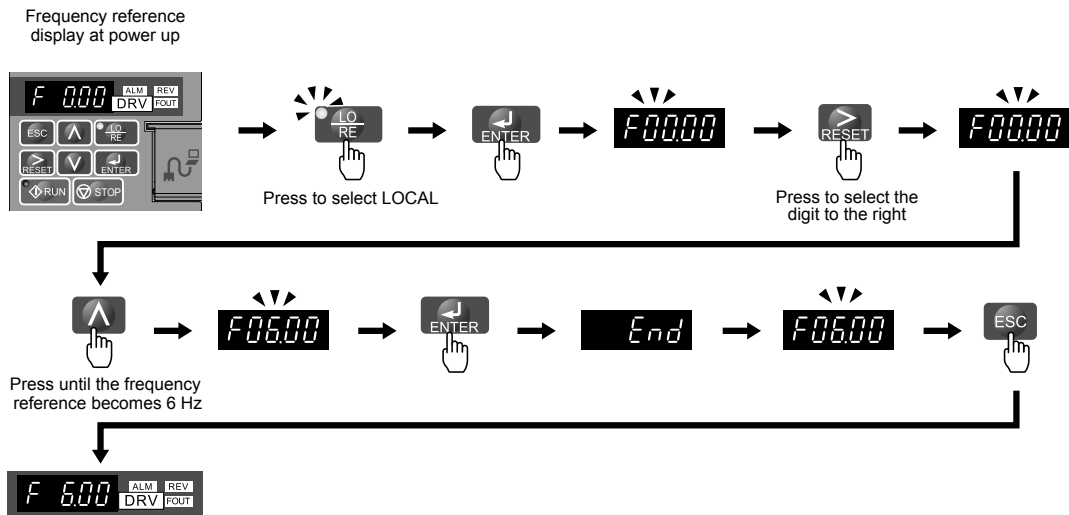 Frequency reference
display at power up
F 0.00 ALM REV
DRV FOUT
ESC LO
RE
RESET ENTER
RUN STOP
LO
RE
Press to select LOCAL
ENTER
F00.00
RESET
Press to select the
digit to the right
F00.00
Press until the frequency
reference becomes 6 Hz
F06.00
ENTER
End
F06.00
ESC
F 6.00 ALM REV
DRV FOUT